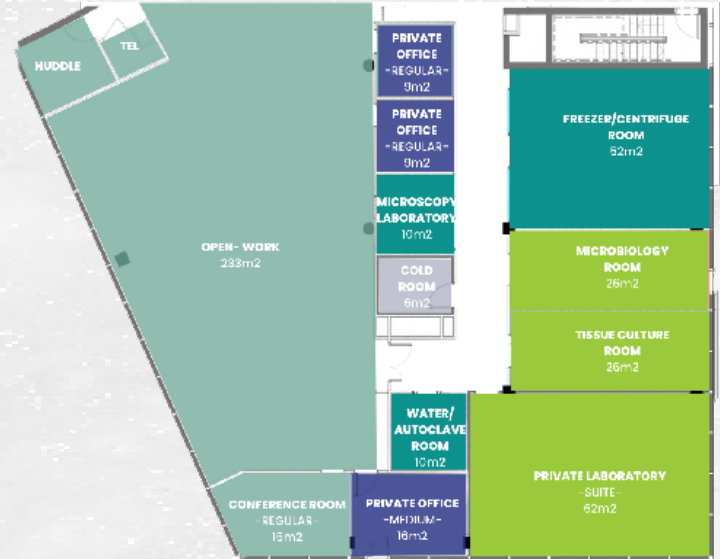 HUDDLE
TEL
PRIVATE
OFFICE
-REGULAR-
9m2
PRIVATE
OFFICE
-REGULAR-
9m2
MICROSCOPY
LABORATORY
10m2
COLD
ROOM
6m2
OPEN- WORK
233m2
FREEZER/CENTRIFUGE
ROOM
52m2
MICROBIOLOGY
ROOM
26m2
TISSUE CULTURE
ROOM
26m2
WATER/
AUTOCLAVE
ROOM
10m2
PRIVATE LABORATORY
-SUITE-
62m2
CONFERENCE ROOM
-REGULAR-
15m2
PRIVATE OFFICE
-MEDIUM-
16m2